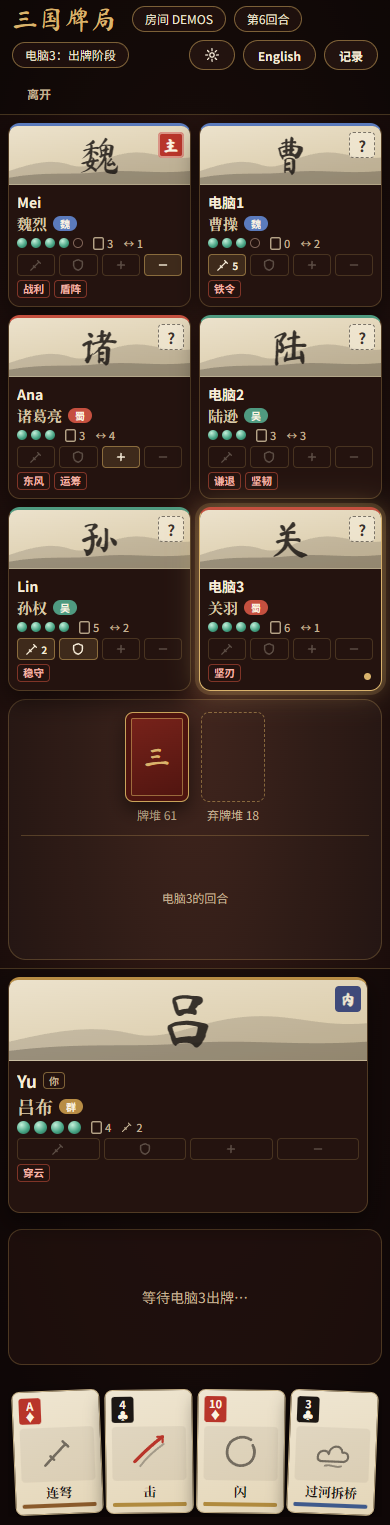 三国牌局
房间 DEMOS
第6回合
电脑3：出牌阶段
English
记录
离开
魏
主
Mei
魏烈 魏
3 ↔1
−
战利 盾阵
曹
?
电脑1
曹操 魏
0 ↔2
5 + −
铁令
诸
?
Ana
诸葛亮 蜀
3 ↔4
+ −
东风 运筹
陆
?
电脑2
陆逊 吴
3 ↔3
+ −
谦退 坚韧
孙
?
Lin
孙权 吴
5 ↔2
2 + −
稳守
关
?
电脑3
关羽 蜀
6 ↔1
+ −
坚刃
三
牌堆 61
弃牌堆 18
电脑3的回合
吕
内
Yu 你
吕布 群
4 2
+ −
穿云
等待电脑3出牌…
A♦
连弩
4♣
击
10♦
闪
3♣
过河拆桥